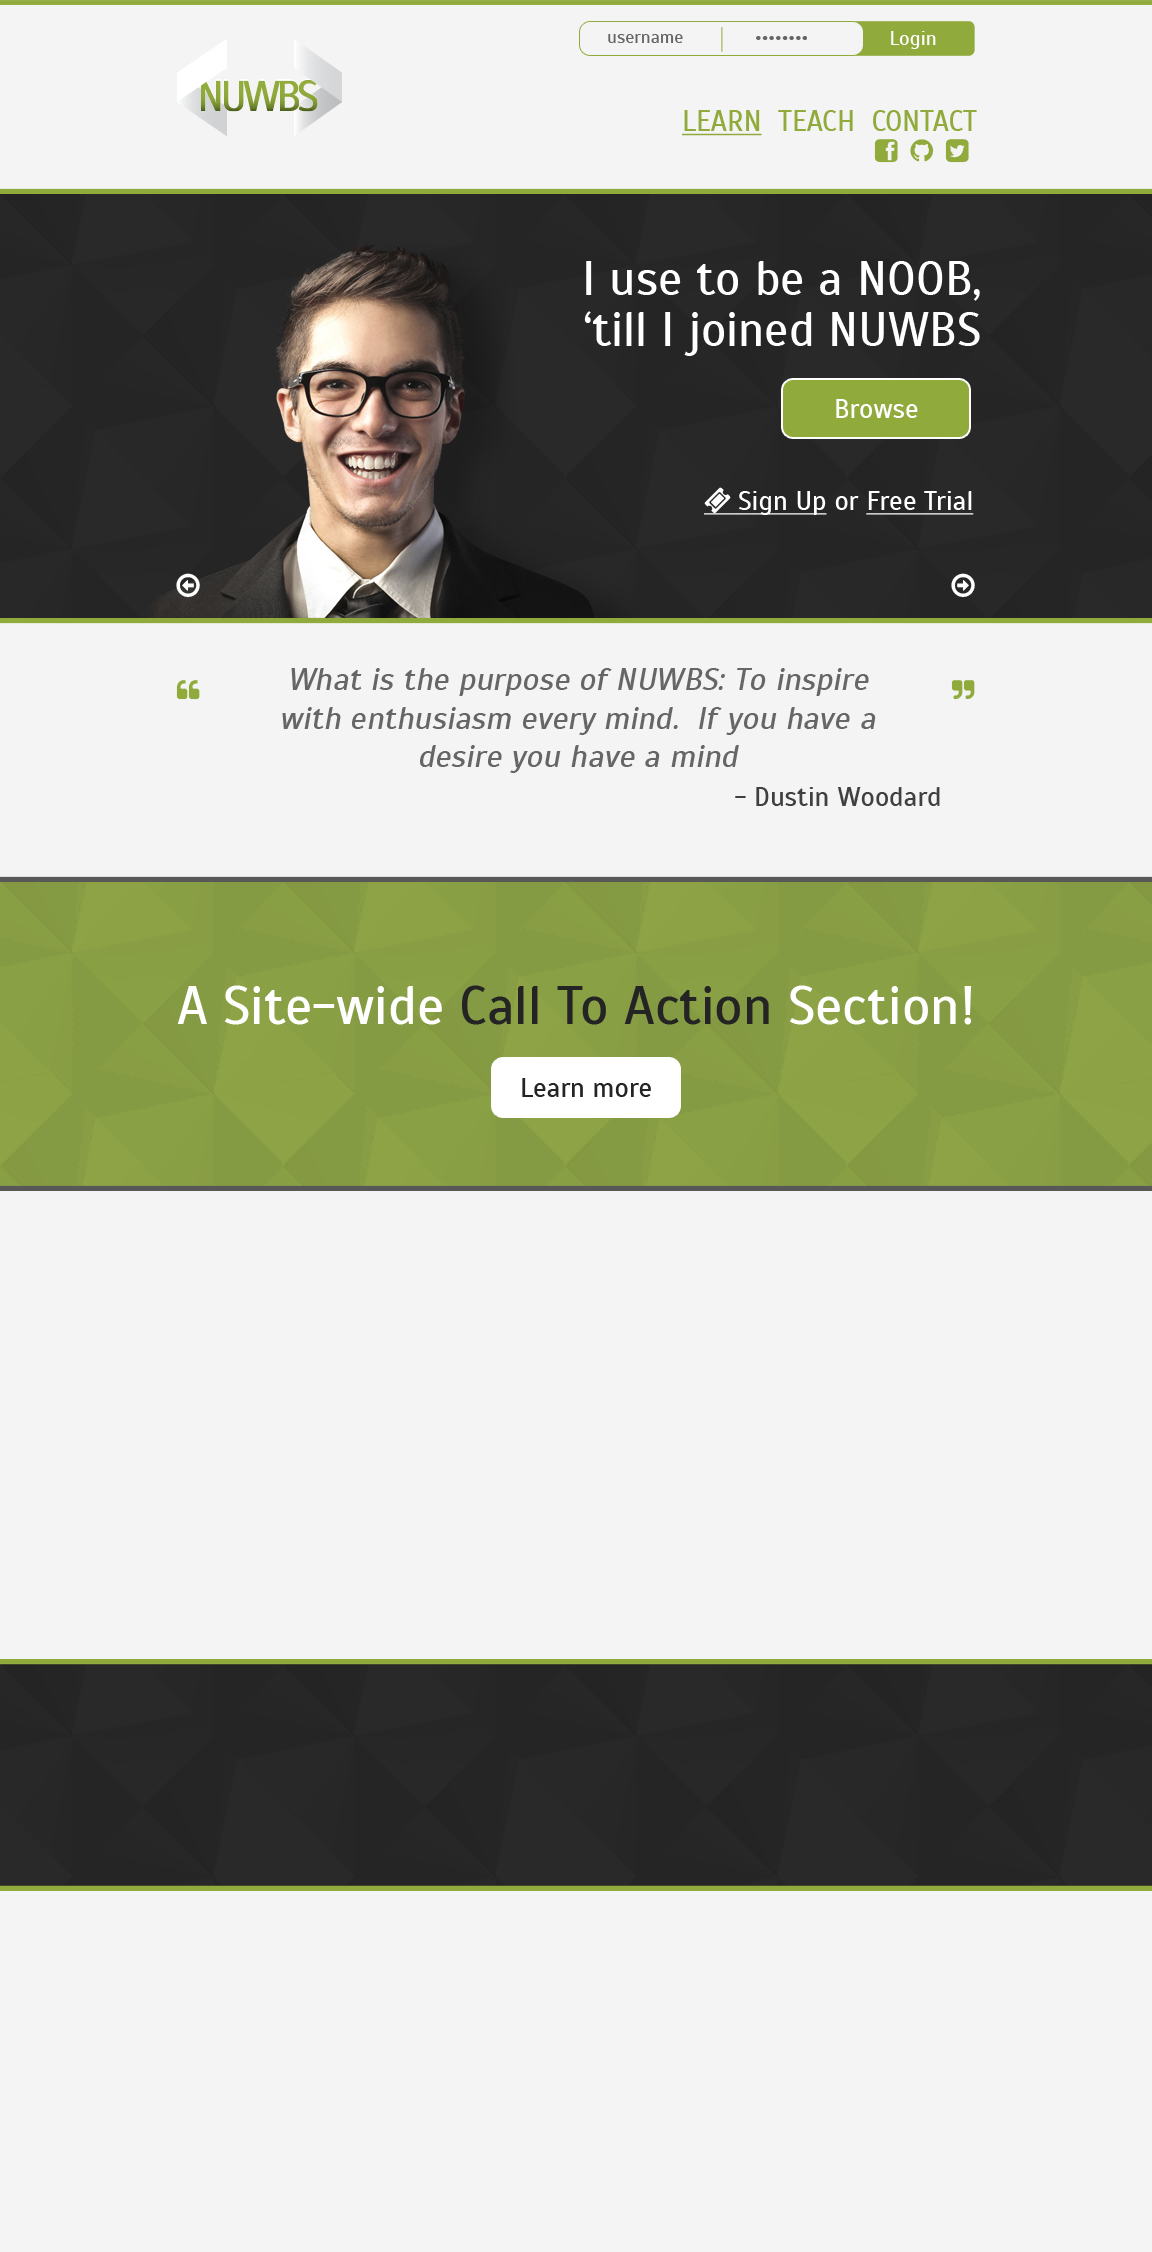 username
••••••••
Login
NUWBS
LEARN TEACH CONTACT
I use to be a NOOB,
‘till I joined NUWBS
Browse
Sign Up or Free Trial
What is the purpose of NUWBS: To inspire
with enthusiasm every mind.  If you have a
desire you have a mind
- Dustin Woodard
A Site-wide Call To Action Section!
Learn more